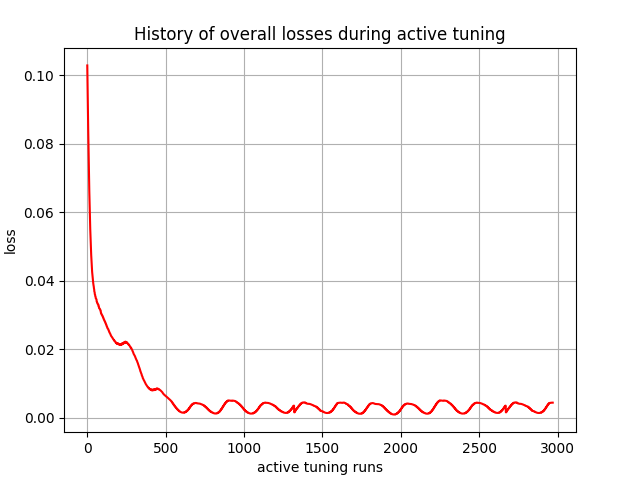 History of overall losses during active tuning
0.10
0.08
0.06
0.04
0.02
0.00
loss
0 500 1000 1500 2000 2500 3000
active tuning runs